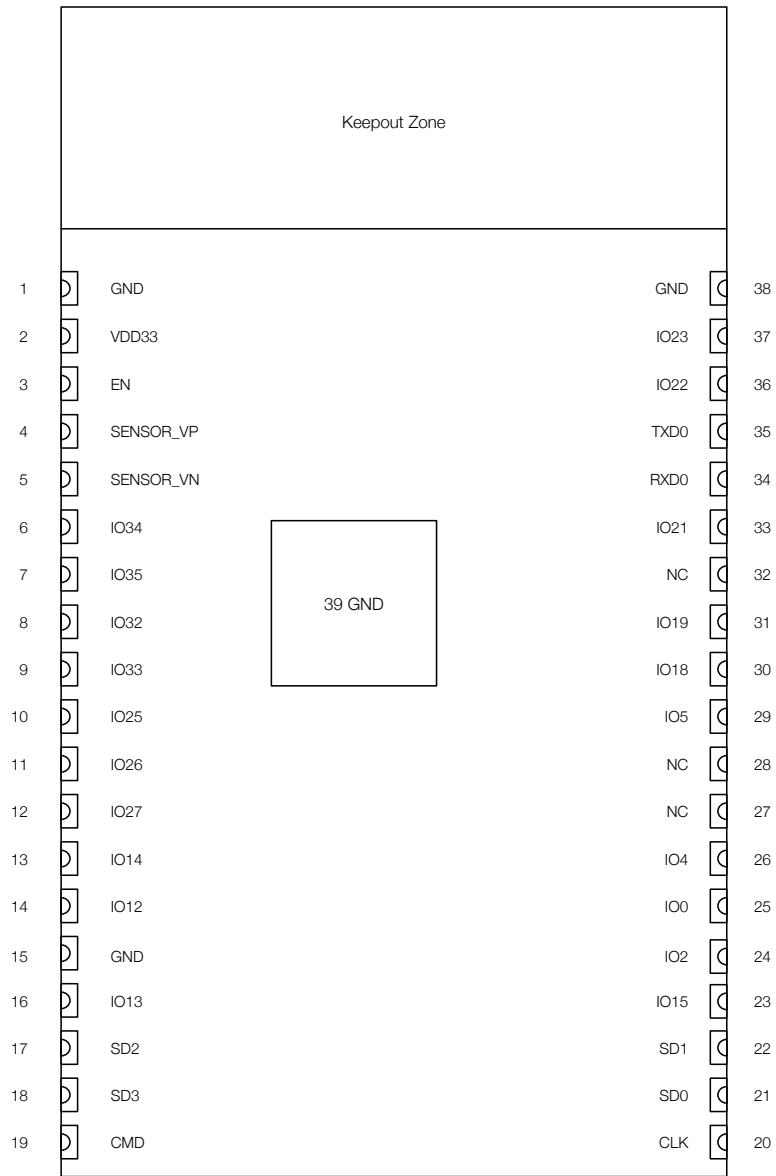 Keepout Zone
1 GND GND 38
2 VDD33 IO23 37
3 EN IO22 36
4 SENSOR_VP TXD0 35
5 SENSOR_VN RXD0 34
6 IO34 IO21 33
7 IO35 NC 32
39 GND
8 IO32 IO19 31
9 IO33 IO18 30
10 IO25 IO5 29
11 IO26 NC 28
12 IO27 NC 27
13 IO14 IO4 26
14 IO12 IO0 25
15 GND IO2 24
16 IO13 IO15 23
17 SD2 SD1 22
18 SD3 SD0 21
19 CMD CLK 20